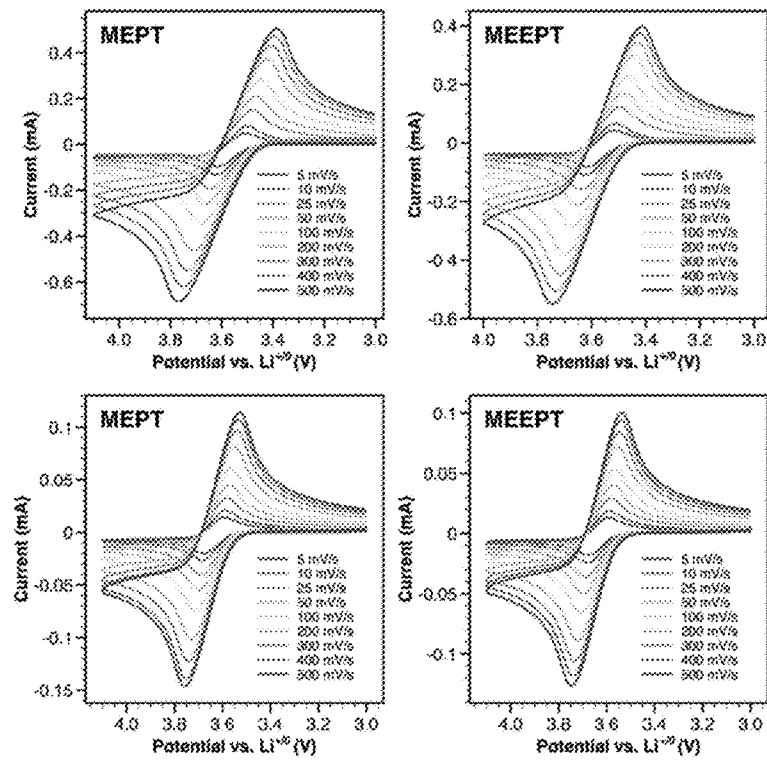 MEPT
0.4
0.2
0
-0.2
-0.4
-0.6
Current (mA)
5 mV/s
10 mV/s
25 mV/s
50 mV/s
100 mV/s
200 mV/s
300 mV/s
400 mV/s
500 mV/s
4.0 3.8 3.6 3.4 3.2 3.0
Potential vs. Li⁺/⁰ (V)
MEEPT
0.4
0.2
0
-0.2
-0.4
-0.6
Current (mA)
5 mV/s
10 mV/s
25 mV/s
50 mV/s
100 mV/s
200 mV/s
300 mV/s
400 mV/s
500 mV/s
4.0 3.8 3.6 3.4 3.2 3.0
Potential vs. Li⁺/⁰ (V)
MEPT
0.1
0.05
0
-0.05
-0.1
-0.15
Current (mA)
5 mV/s
10 mV/s
25 mV/s
50 mV/s
100 mV/s
200 mV/s
300 mV/s
400 mV/s
500 mV/s
4.0 3.8 3.6 3.4 3.2 3.0
Potential vs. Li⁺/⁰ (V)
MEEPT
0.1
0.05
0
-0.05
-0.1
Current (mA)
5 mV/s
10 mV/s
25 mV/s
50 mV/s
100 mV/s
200 mV/s
300 mV/s
400 mV/s
500 mV/s
4.0 3.8 3.6 3.4 3.2 3.0
Potential vs. Li⁺/⁰ (V)